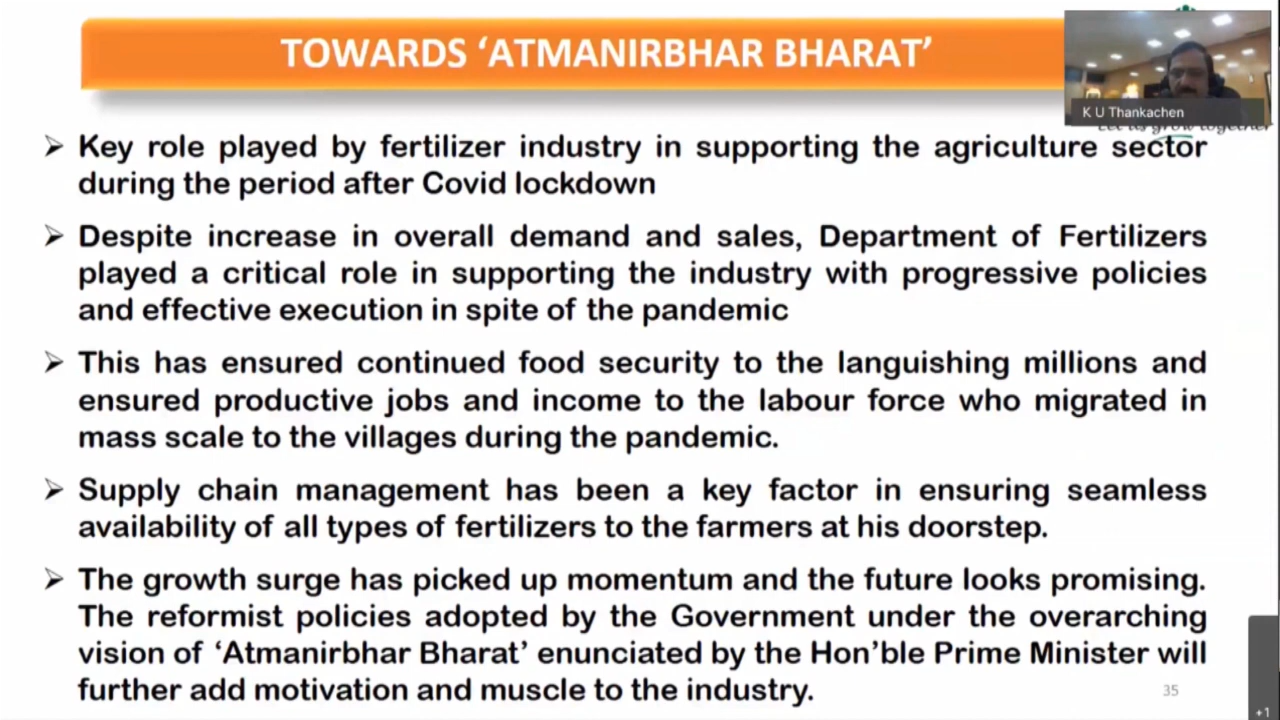 TOWARDS ‘ATMANIRBHAR BHARAT’
K U Thankachen
Let us grow together
➢ Key role played by fertilizer industry in supporting the agriculture sector
during the period after Covid lockdown
➢ Despite increase in overall demand and sales, Department of Fertilizers
played a critical role in supporting the industry with progressive policies
and effective execution in spite of the pandemic
➢ This has ensured continued food security to the languishing millions and
ensured productive jobs and income to the labour force who migrated in
mass scale to the villages during the pandemic.
➢ Supply chain management has been a key factor in ensuring seamless
availability of all types of fertilizers to the farmers at his doorstep.
➢ The growth surge has picked up momentum and the future looks promising.
The reformist policies adopted by the Government under the overarching
vision of ‘Atmanirbhar Bharat’ enunciated by the Hon’ble Prime Minister will
further add motivation and muscle to the industry.
35
+1